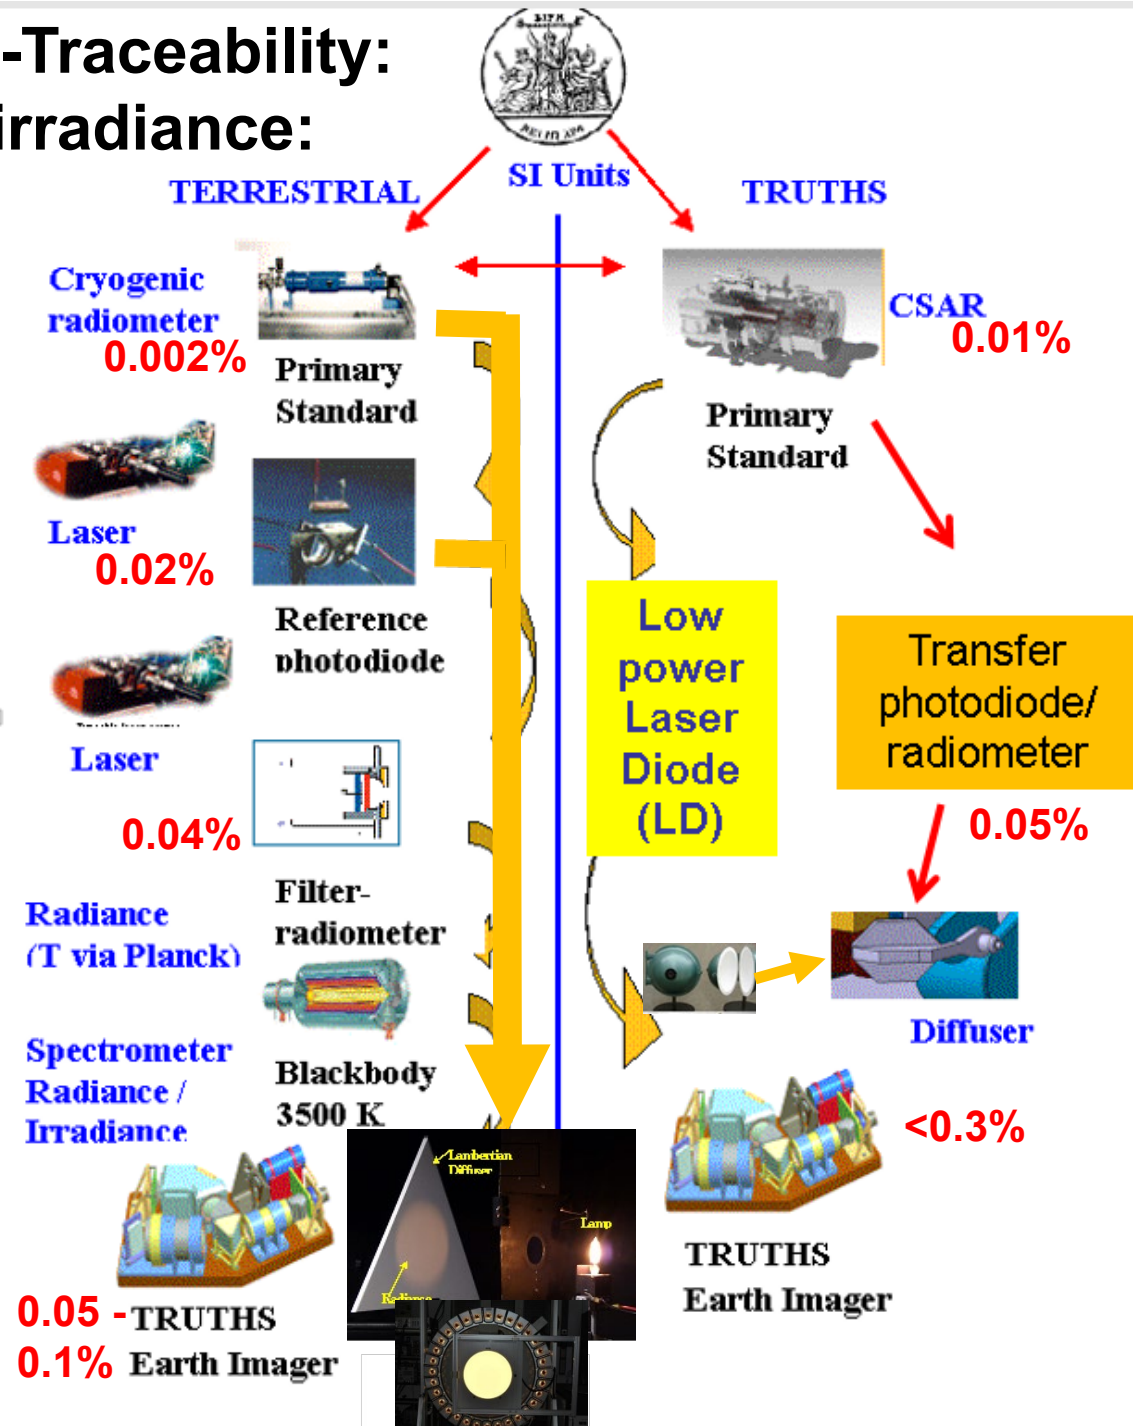 -Traceability:
irradiance:
SI Units
TERRESTRIAL
TRUTHS
Cryogenic
radiometer
0.002%
Primary
Standard
CSAR
0.01%
Primary
Standard
Laser
0.02%
Reference
photodiode
Low
power
Laser
Diode
(LD)
Transfer
photodiode/
radiometer
0.05%
Laser
0.04%
Filter-
radiometer
Radiance
(T via Planck)
Diffuser
Spectrometer
Radiance /
Irradiance
Blackbody
3500 K
<0.3%
Lambertian
Diffuser
Lamp
Radiance
TRUTHS
Earth Imager
0.05 -
0.1%
TRUTHS
Earth Imager